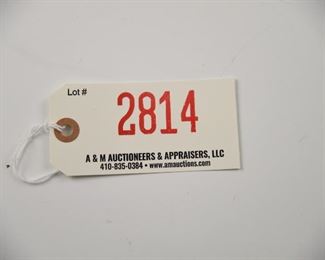 Lot #
2814
A & M AUCTIONEERS & APPRAISERS, LLC
410-835-0384 • www.amauctions.com